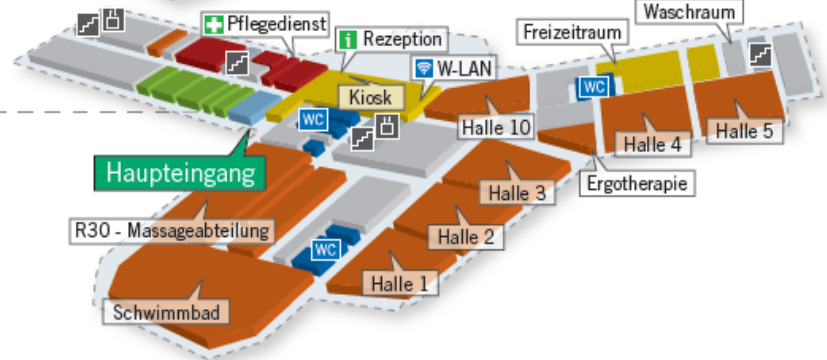 Waschraum
Pflegedienst
Freizeitraum
i Rezeption
W-LAN
Kiosk
WC
WC
Halle 10
Halle 4
Halle 5
Haupteingang
Halle 3
Ergotherapie
R30 - Massageabteilung
Halle 2
WC
Halle 1
Schwimmbad